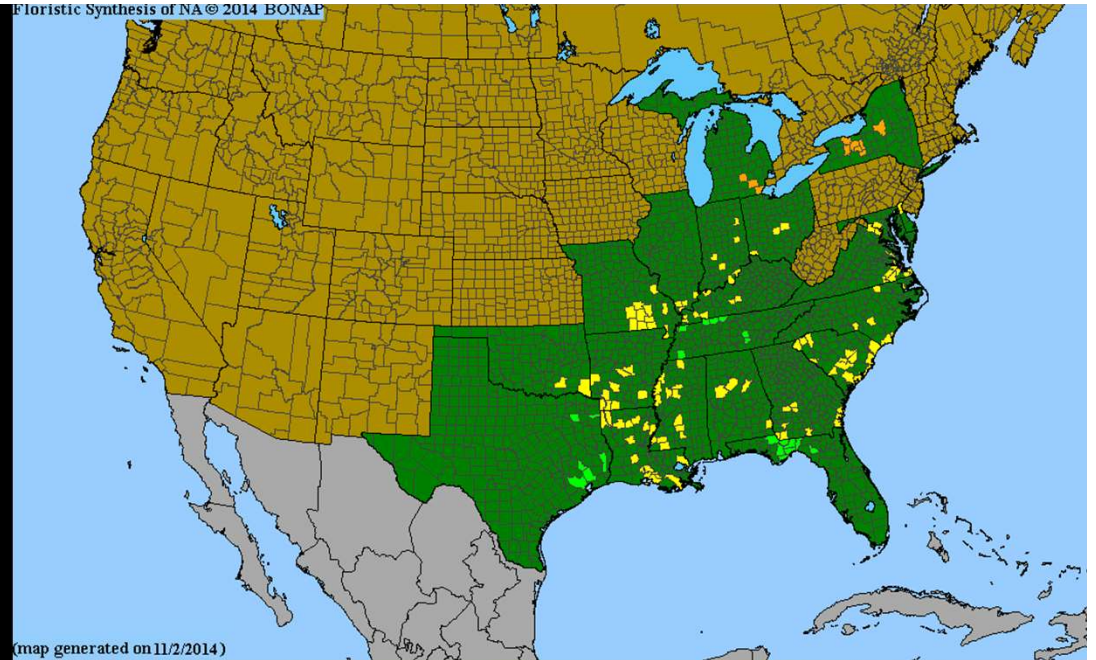 Floristic Synthesis of NA © 2014 BONAP
(map generated on 11/2/2014)